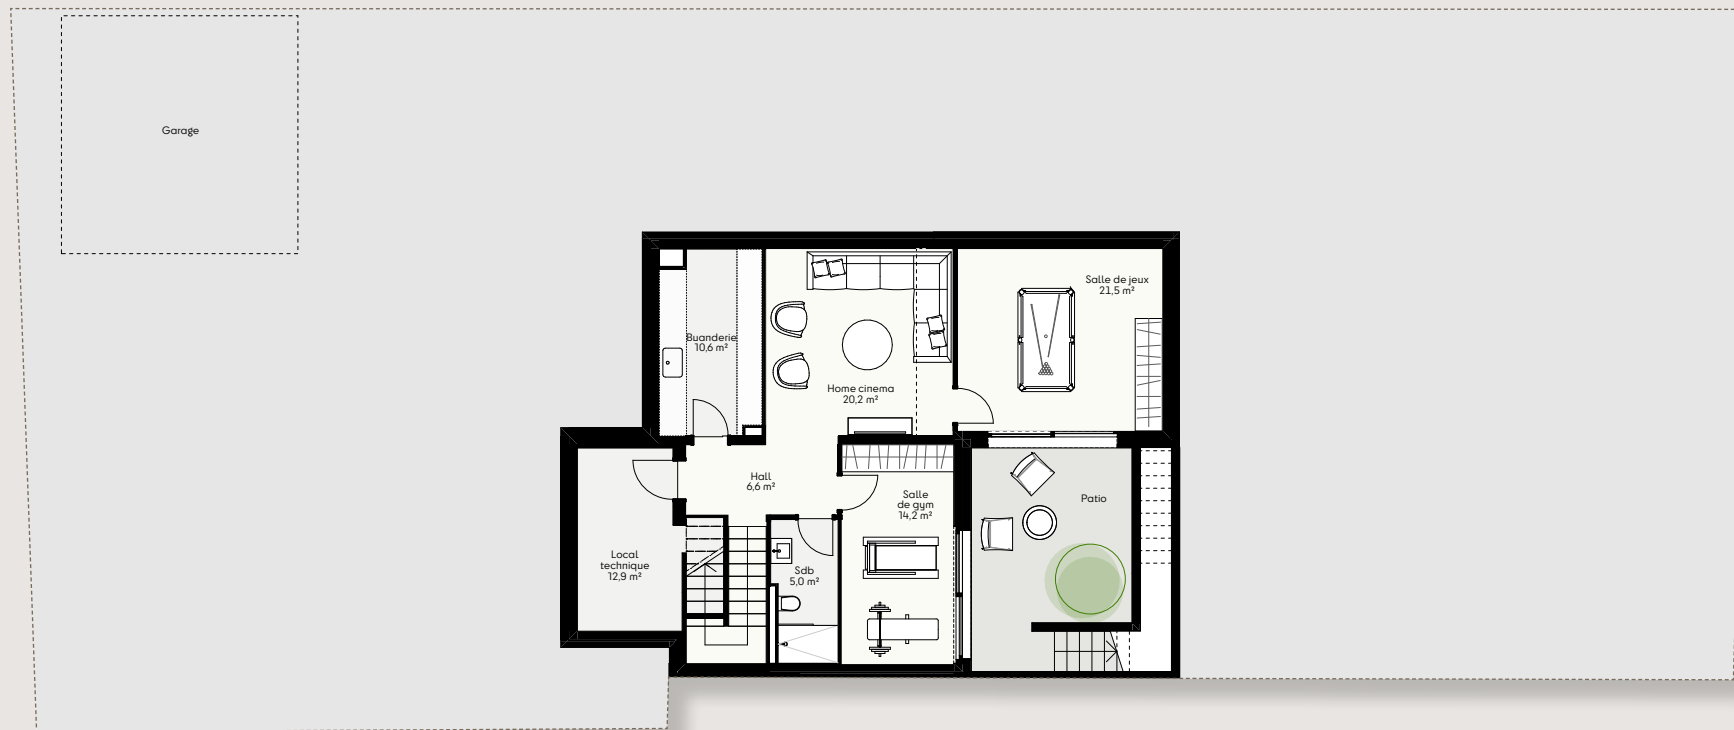 Garage
Salle de jeux
21,5 m²
Buanderie
10,6 m²
Home cinema
20,2 m²
Hall
6,6 m²
Salle
de gym
14,2 m²
Patio
Local
technique
12,9 m²
Sdb
5,0 m²